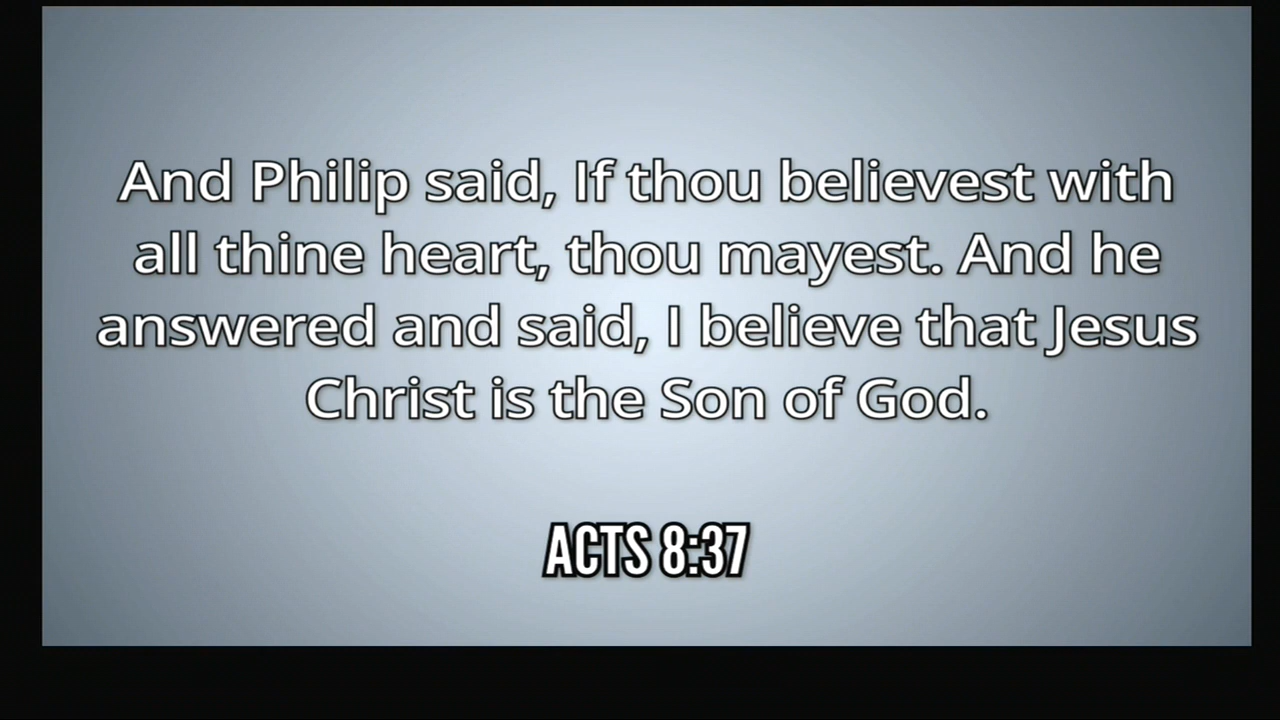 And Philip said, If thou believest with
all thine heart, thou mayest. And he
answered and said, I believe that Jesus
Christ is the Son of God.
ACTS 8:37